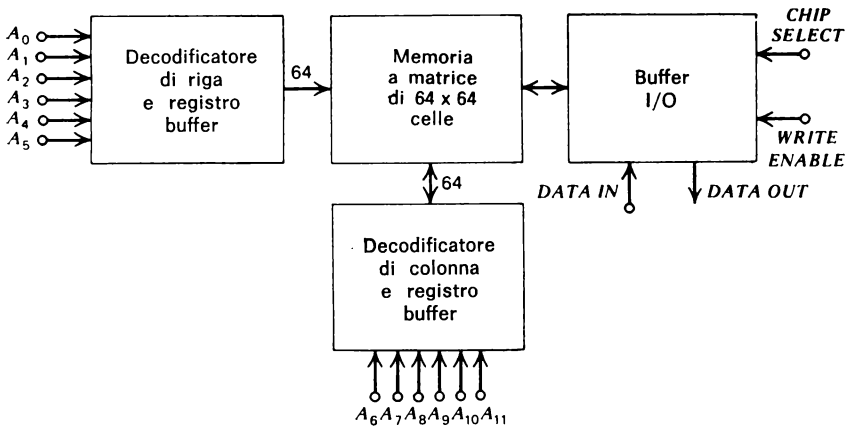 A0
A1
A2
A3
A4
A5
Decodificatore
di riga
e registro
buffer
64
Memoria
a matrice
di 64 x 64
celle
Buffer
I/O
CHIP
SELECT
WRITE
ENABLE
DATA IN
DATA OUT
64
Decodificatore
di colonna
e registro
buffer
A6 A7 A8 A9 A10 A11